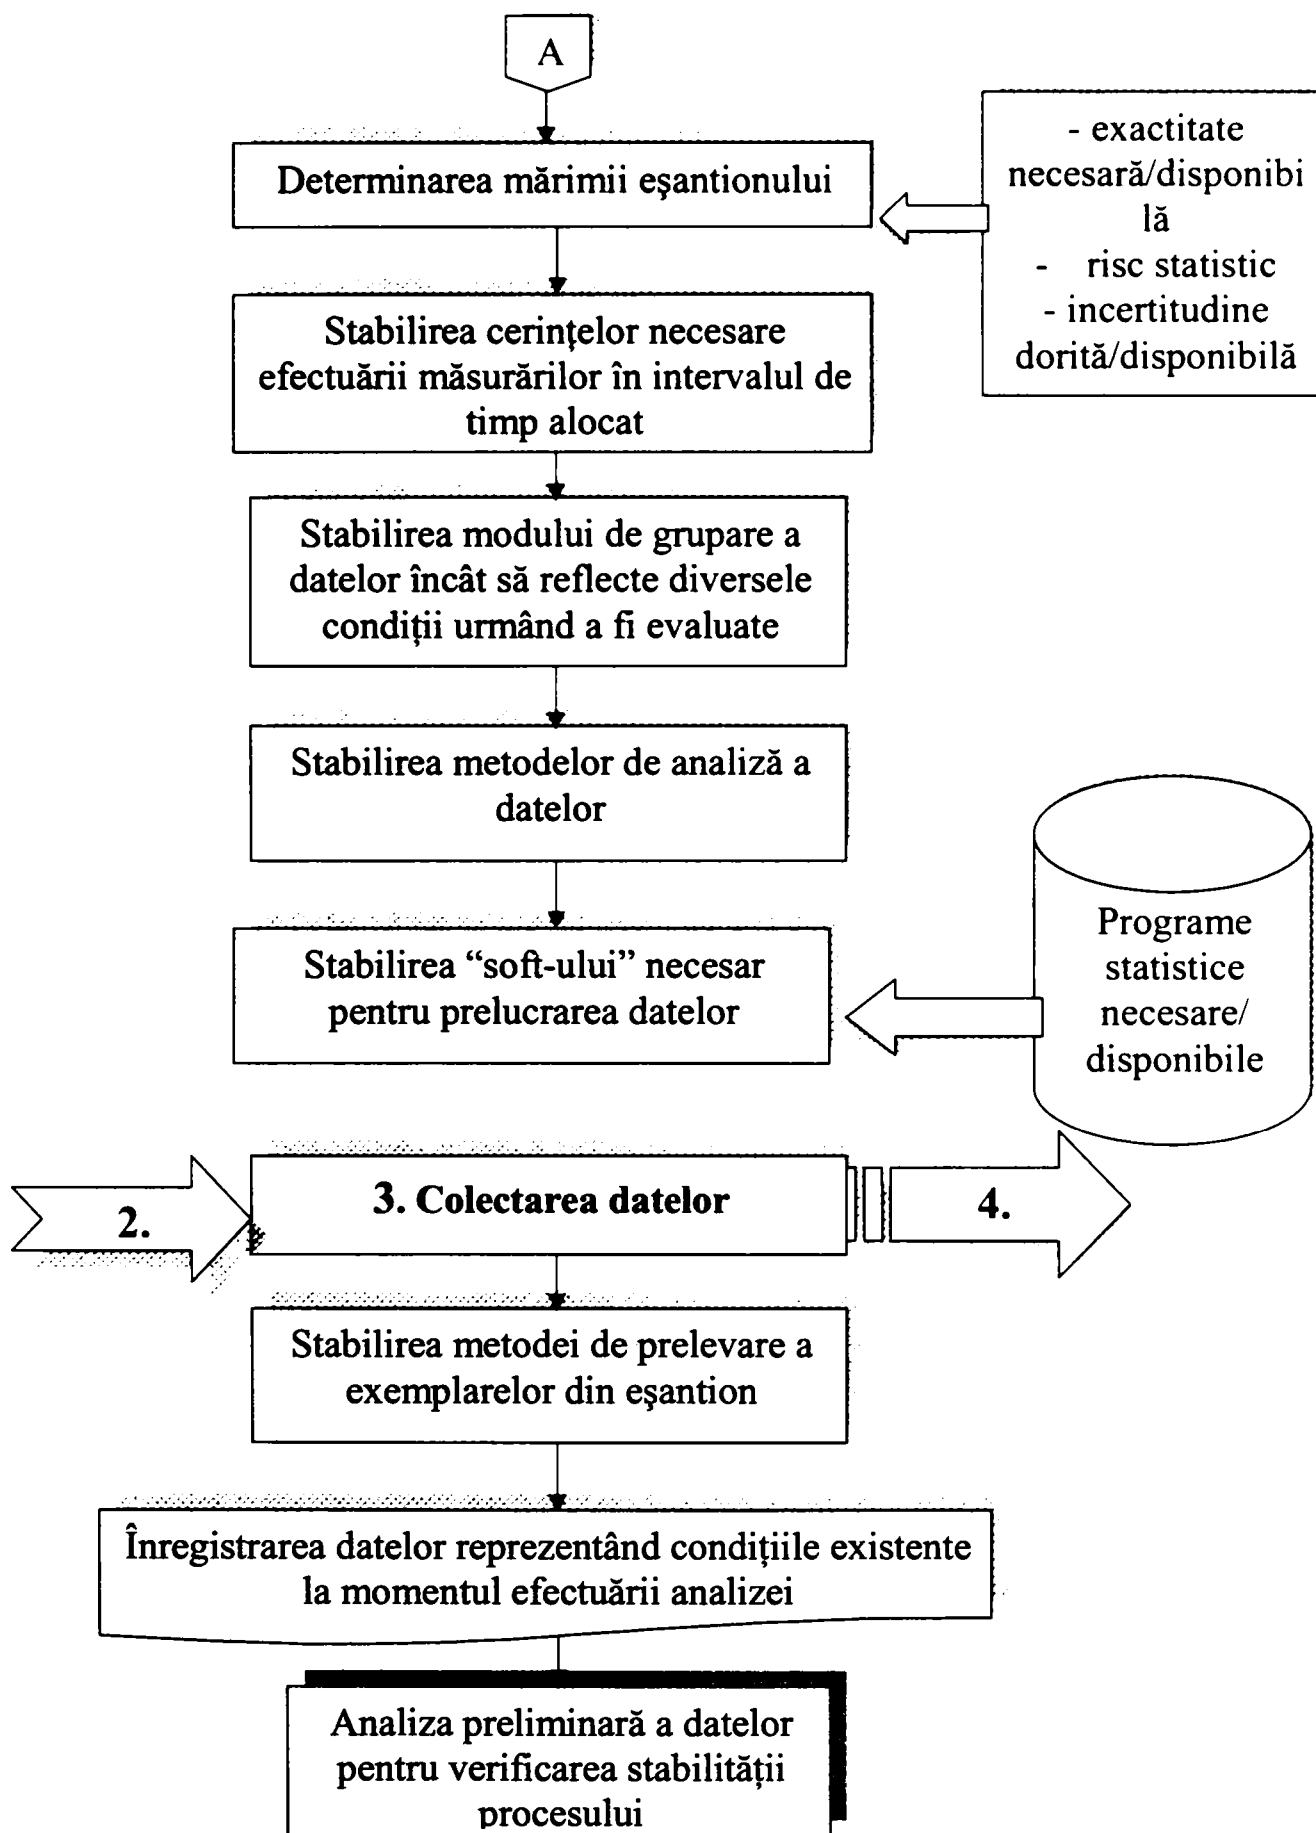 A
Determinarea mărimii eşantionului
- exactitate
necesară/disponibi
lă
- risc statistic
- incertitudine
dorită/disponibilă
Stabilirea cerinţelor necesare
efectuării măsurărilor în intervalul de
timp alocat
Stabilirea modului de grupare a
datelor încât să reflecte diversele
condiţii urmând a fi evaluate
Stabilirea metodelor de analiză a
datelor
Stabilirea “soft-ului” necesar
pentru prelucrarea datelor
Programe
statistice
necesare/
disponibile
2.
3. Colectarea datelor
4.
Stabilirea metodei de prelevare a
exemplarelor din eşantion
Înregistrarea datelor reprezentând condiţiile existente
la momentul efectuării analizei
Analiza preliminară a datelor
pentru verificarea stabilităţii
procesului